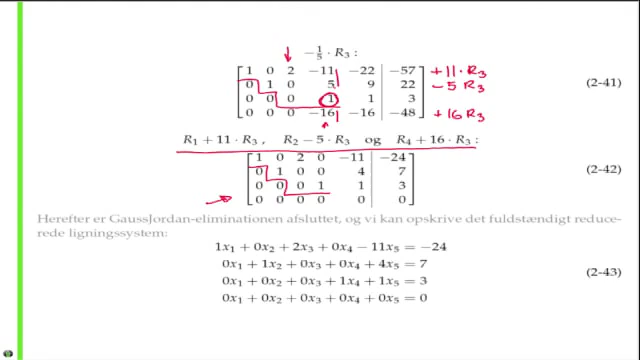 − 1/5 · R₃ :
1 0 2 −11 −22 −57 +11 · R₃
0 1 0 5 9 22 −5 R₃
0 0 0 1 1 3
0 0 0 −16 −16 −48 +16 R₃
(2-41)
R₁ + 11 · R₃ , R₂ − 5 · R₃ og R₄ + 16 · R₃ :
1 0 2 0 −11 −24
0 1 0 0 4 7
0 0 0 1 1 3
0 0 0 0 0 0
(2-42)
Herefter er GaussJordan-eliminationen afsluttet, og vi kan opskrive det fuldstændigt reduce-
rede ligningssystem:
1x₁ + 0x₂ + 2x₃ + 0x₄ − 11x₅ = −24
0x₁ + 1x₂ + 0x₃ + 0x₄ + 4x₅ = 7
0x₁ + 0x₂ + 0x₃ + 1x₄ + 1x₅ = 3
0x₁ + 0x₂ + 0x₃ + 0x₄ + 0x₅ = 0
(2-43)